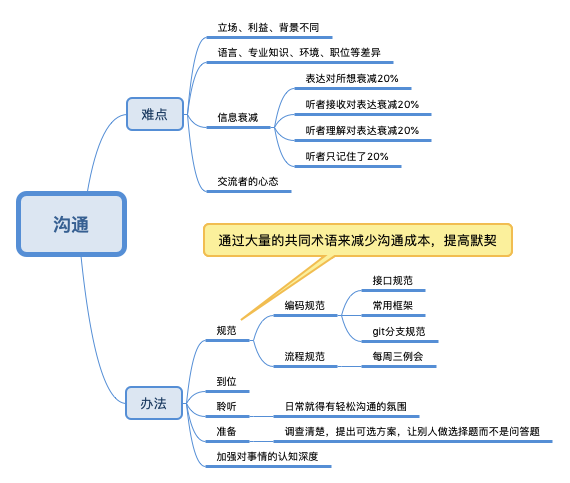 沟通
难点
立场、利益、背景不同
语言、专业知识、环境、职位等差异
信息衰减
表达对所想衰减20%
听者接收对表达衰减20%
听者理解对表达衰减20%
听者只记住了20%
交流者的心态
办法
通过大量的共同术语来减少沟通成本，提高默契
规范
编码规范
接口规范
常用框架
git分支规范
流程规范
每周三例会
到位
聆听
日常就得有轻松沟通的氛围
准备
调查清楚，提出可选方案，让别人做选择题而不是问答题
加强对事情的认知深度